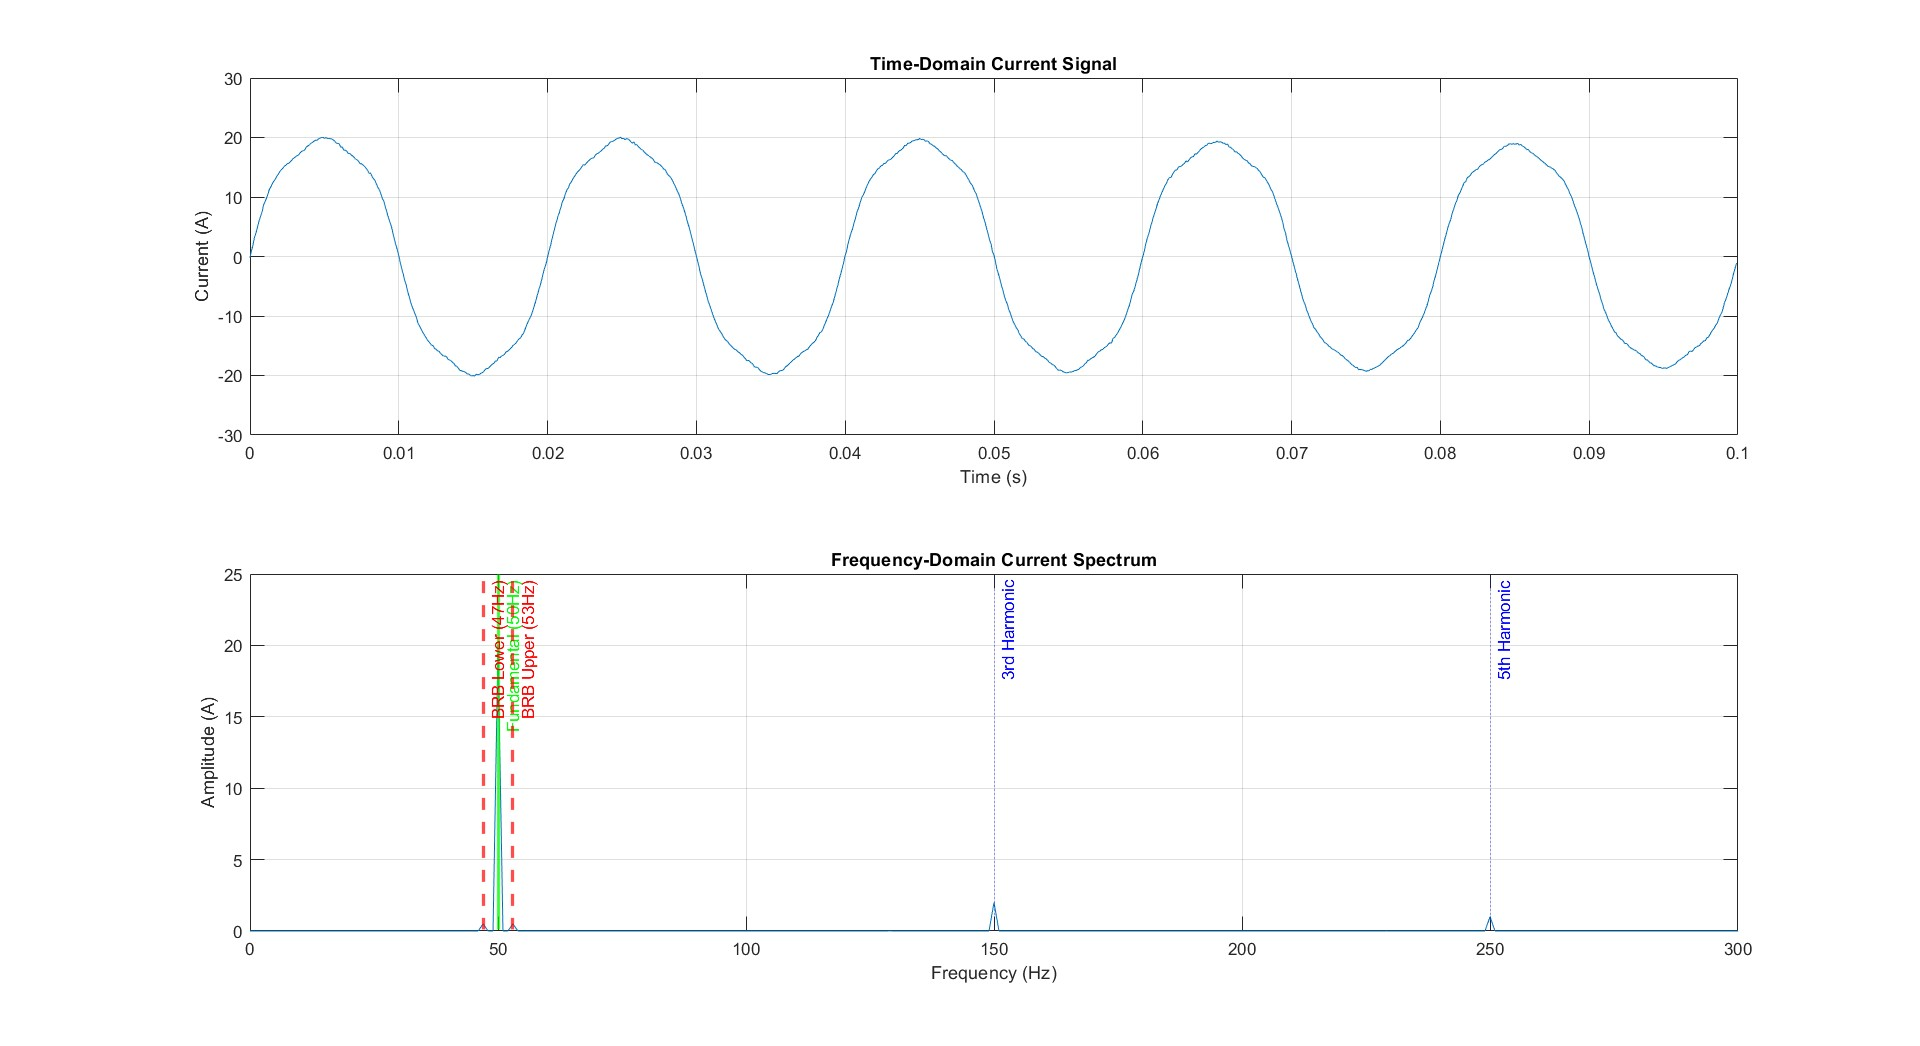 Time-Domain Current Signal
30
20
10
0
-10
-20
-30
Current (A)
0 0.01 0.02 0.03 0.04 0.05 0.06 0.07 0.08 0.09 0.1
Time (s)
Frequency-Domain Current Spectrum
25
20
15
10
5
0
Amplitude (A)
BRB Lower (47Hz)
Fundamental (50Hz)
BRB Upper (53Hz)
3rd Harmonic
5th Harmonic
0 50 100 150 200 250 300
Frequency (Hz)